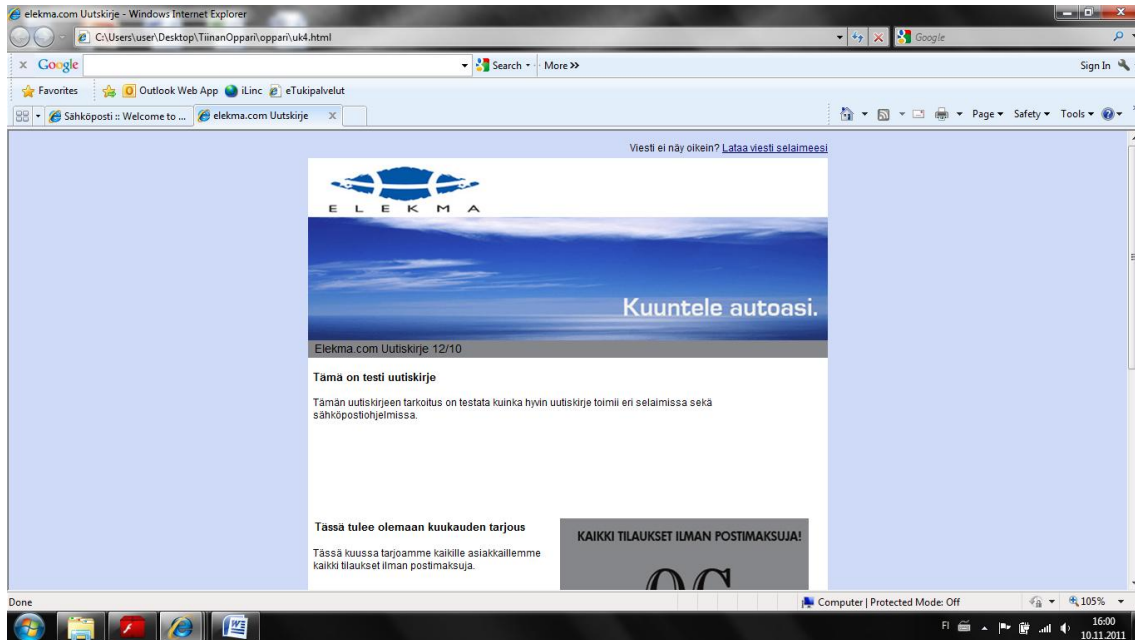 elekma.com Uutskirje - Windows Internet Explorer
C:\Users\user\Desktop\TiinanOppari\oppari\uk4.html
Google
x Google
Search
More >>
Sign In
Favorites
Outlook Web App
iLinc
eTukipalvelut
Sähköposti :: Welcome to ...
elekma.com Uutskirje
x
Page
Safety
Tools
Viesti ei näy oikein? Lataa viesti selaimeesi
ELEKMA
Kuuntele autoasi.
Elekma.com Uutiskirje 12/10
Tämä on testi uutiskirje
Tämän uutiskirjeen tarkoitus on testata kuinka hyvin uutiskirje toimii eri selaimissa sekä
sähköpostiohjelmissa.
Tässä tulee olemaan kuukauden tarjous
Tässä kuussa tarjoamme kaikille asiakkaillemme
kaikki tilaukset ilman postimaksuja.
KAIKKI TILAUKSET ILMAN POSTIMAKSUJA!
Done
Computer | Protected Mode: Off
105%
FI
16:00
10.11.2011